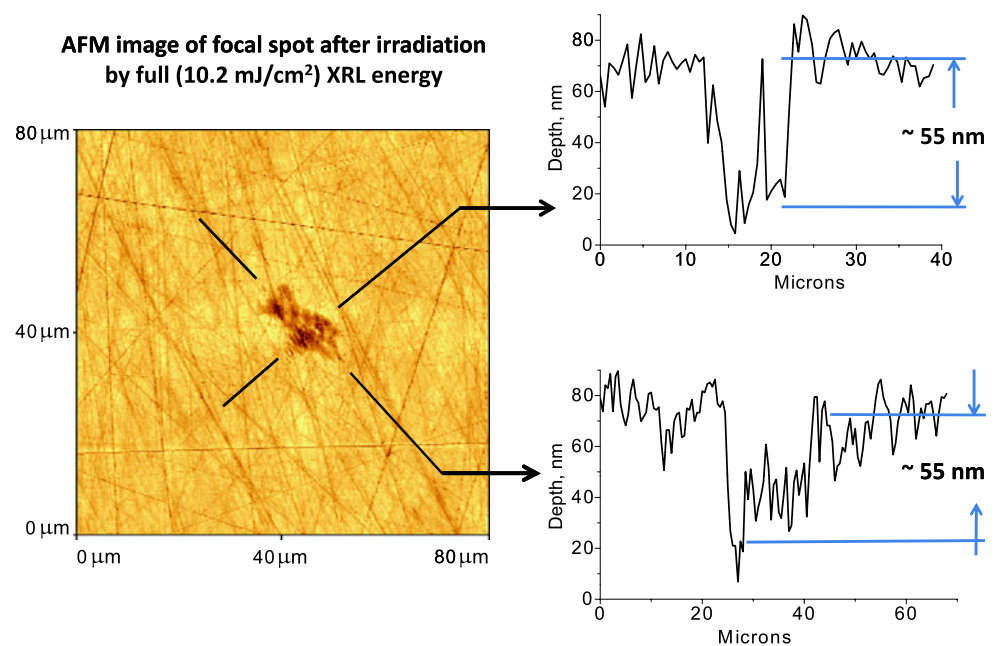 AFM image of focal spot after irradiation
by full (10.2 mJ/cm²) XRL energy
80 μm
40 μm
0 μm
0 μm
40 μm
80 μm
Depth, nm
80
60
40
20
0
0
10
20
30
40
Microns
~ 55 nm
Depth, nm
80
60
40
20
0
0
20
40
60
Microns
~ 55 nm